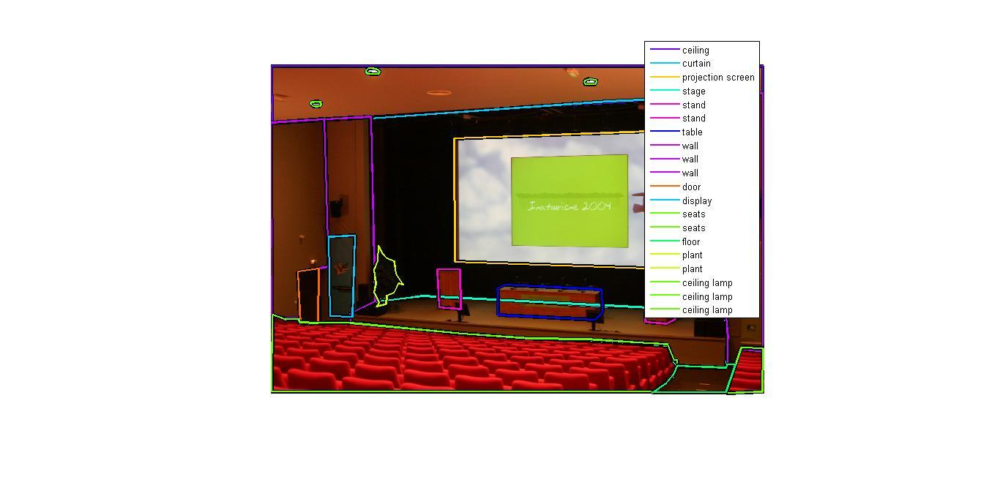 ceiling
curtain
projection screen
stage
stand
stand
table
wall
wall
wall
door
display
seats
seats
floor
plant
plant
ceiling lamp
ceiling lamp
ceiling lamp
Imatourisme 2004